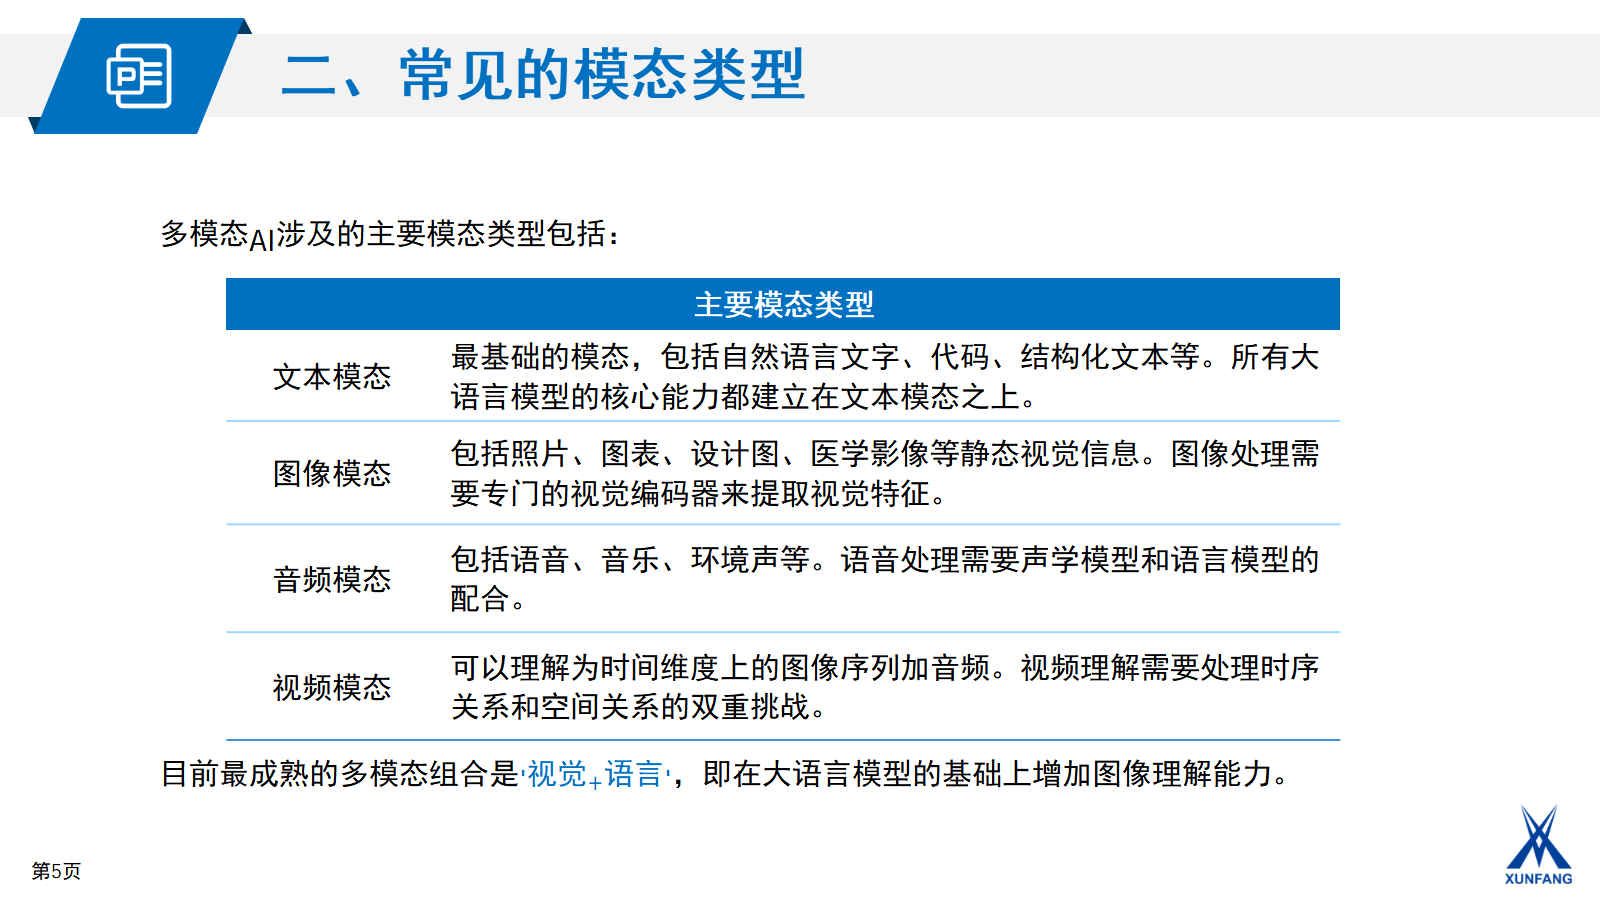 二、常见的模态类型
多模态AI涉及的主要模态类型包括：
主要模态类型
文本模态
最基础的模态，包括自然语言文字、代码、结构化文本等。所有大
语言模型的核心能力都建立在文本模态之上。
图像模态
包括照片、图表、设计图、医学影像等静态视觉信息。图像处理需
要专门的视觉编码器来提取视觉特征。
音频模态
包括语音、音乐、环境声等。语音处理需要声学模型和语言模型的
配合。
视频模态
可以理解为时间维度上的图像序列加音频。视频理解需要处理时序
关系和空间关系的双重挑战。
目前最成熟的多模态组合是'视觉+语言'，即在大语言模型的基础上增加图像理解能力。
第5页
XUNFANG